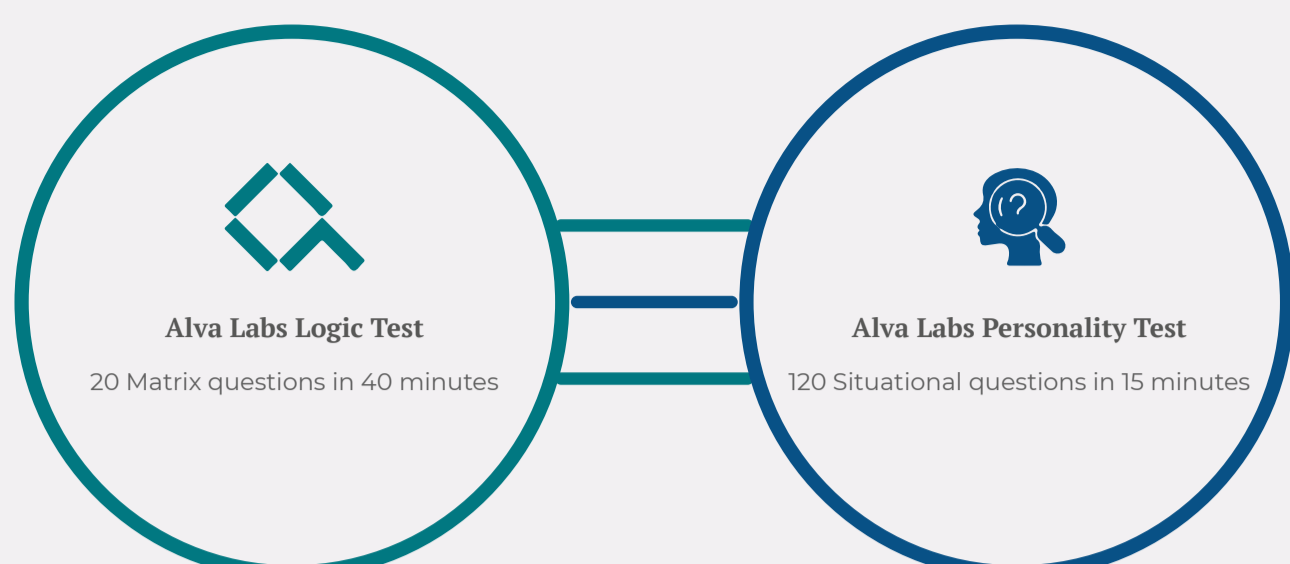 Alva Labs Logic Test
20 Matrix questions in 40 minutes
Alva Labs Personality Test
120 Situational questions in 15 minutes
?